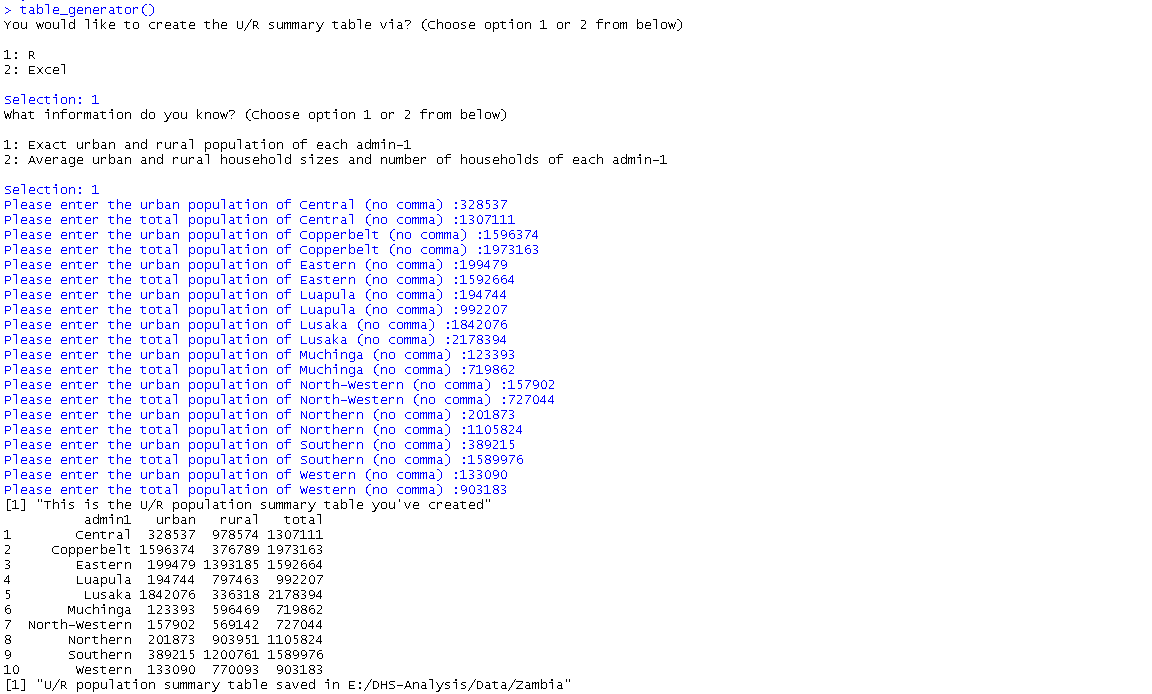 > table_generator()
You would like to create the U/R summary table via? (Choose option 1 or 2 from below)
1: R
2: Excel
Selection: 1
What information do you know? (Choose option 1 or 2 from below)
1: Exact urban and rural population of each admin-1
2: Average urban and rural household sizes and number of households of each admin-1
Selection: 1
Please enter the urban population of Central (no comma) :328537
Please enter the total population of Central (no comma) :1307111
Please enter the urban population of Copperbelt (no comma) :1596374
Please enter the total population of Copperbelt (no comma) :1973163
Please enter the urban population of Eastern (no comma) :199479
Please enter the total population of Eastern (no comma) :1592664
Please enter the urban population of Luapula (no comma) :194744
Please enter the total population of Luapula (no comma) :992207
Please enter the urban population of Lusaka (no comma) :1842076
Please enter the total population of Lusaka (no comma) :2178394
Please enter the urban population of Muchinga (no comma) :123393
Please enter the total population of Muchinga (no comma) :719862
Please enter the urban population of North-Western (no comma) :157902
Please enter the total population of North-Western (no comma) :727044
Please enter the urban population of Northern (no comma) :201873
Please enter the total population of Northern (no comma) :1105824
Please enter the urban population of Southern (no comma) :389215
Please enter the total population of Southern (no comma) :1589976
Please enter the urban population of Western (no comma) :133090
Please enter the total population of Western (no comma) :903183
[1] "This is the U/R population summary table you've created"
admin1 urban rural total
1 Central 328537 978574 1307111
2 Copperbelt 1596374 376789 1973163
3 Eastern 199479 1393185 1592664
4 Luapula 194744 797463 992207
5 Lusaka 1842076 336318 2178394
6 Muchinga 123393 596469 719862
7 North-Western 157902 569142 727044
8 Northern 201873 903951 1105824
9 Southern 389215 1200761 1589976
10 Western 133090 770093 903183
[1] "U/R population summary table saved in E:/DHS-Analysis/Data/Zambia"